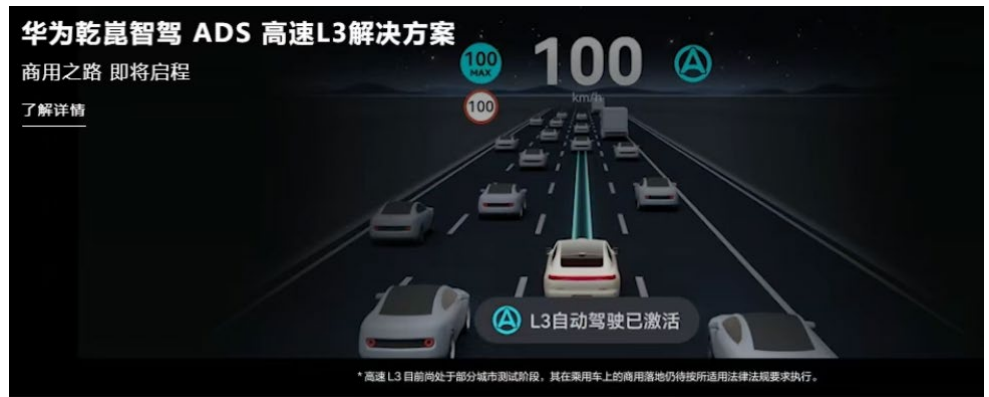 华为乾崑智驾 ADS 高速L3解决方案
商用之路 即将启程
了解详情
100
MAX
100
km/h
100
L3自动驾驶已激活
* 高速 L3 目前尚处于部分城市测试阶段，其在乘用车上的商用落地仍待按所适用法律法规要求执行。